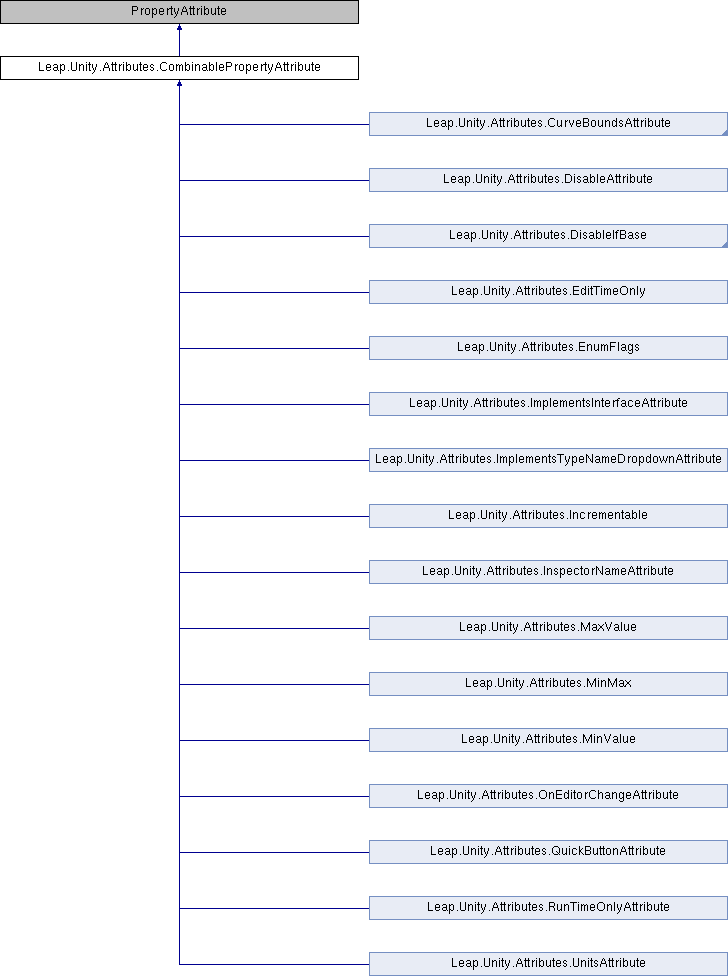 PropertyAttribute
Leap.Unity.Attributes.CombinablePropertyAttribute
Leap.Unity.Attributes.CurveBoundsAttribute
Leap.Unity.Attributes.DisableAttribute
Leap.Unity.Attributes.DisableIfBase
Leap.Unity.Attributes.EditTimeOnly
Leap.Unity.Attributes.EnumFlags
Leap.Unity.Attributes.ImplementsInterfaceAttribute
Leap.Unity.Attributes.ImplementsTypeNameDropdownAttribute
Leap.Unity.Attributes.Incrementable
Leap.Unity.Attributes.InspectorNameAttribute
Leap.Unity.Attributes.MaxValue
Leap.Unity.Attributes.MinMax
Leap.Unity.Attributes.MinValue
Leap.Unity.Attributes.OnEditorChangeAttribute
Leap.Unity.Attributes.QuickButtonAttribute
Leap.Unity.Attributes.RunTimeOnlyAttribute
Leap.Unity.Attributes.UnitsAttribute